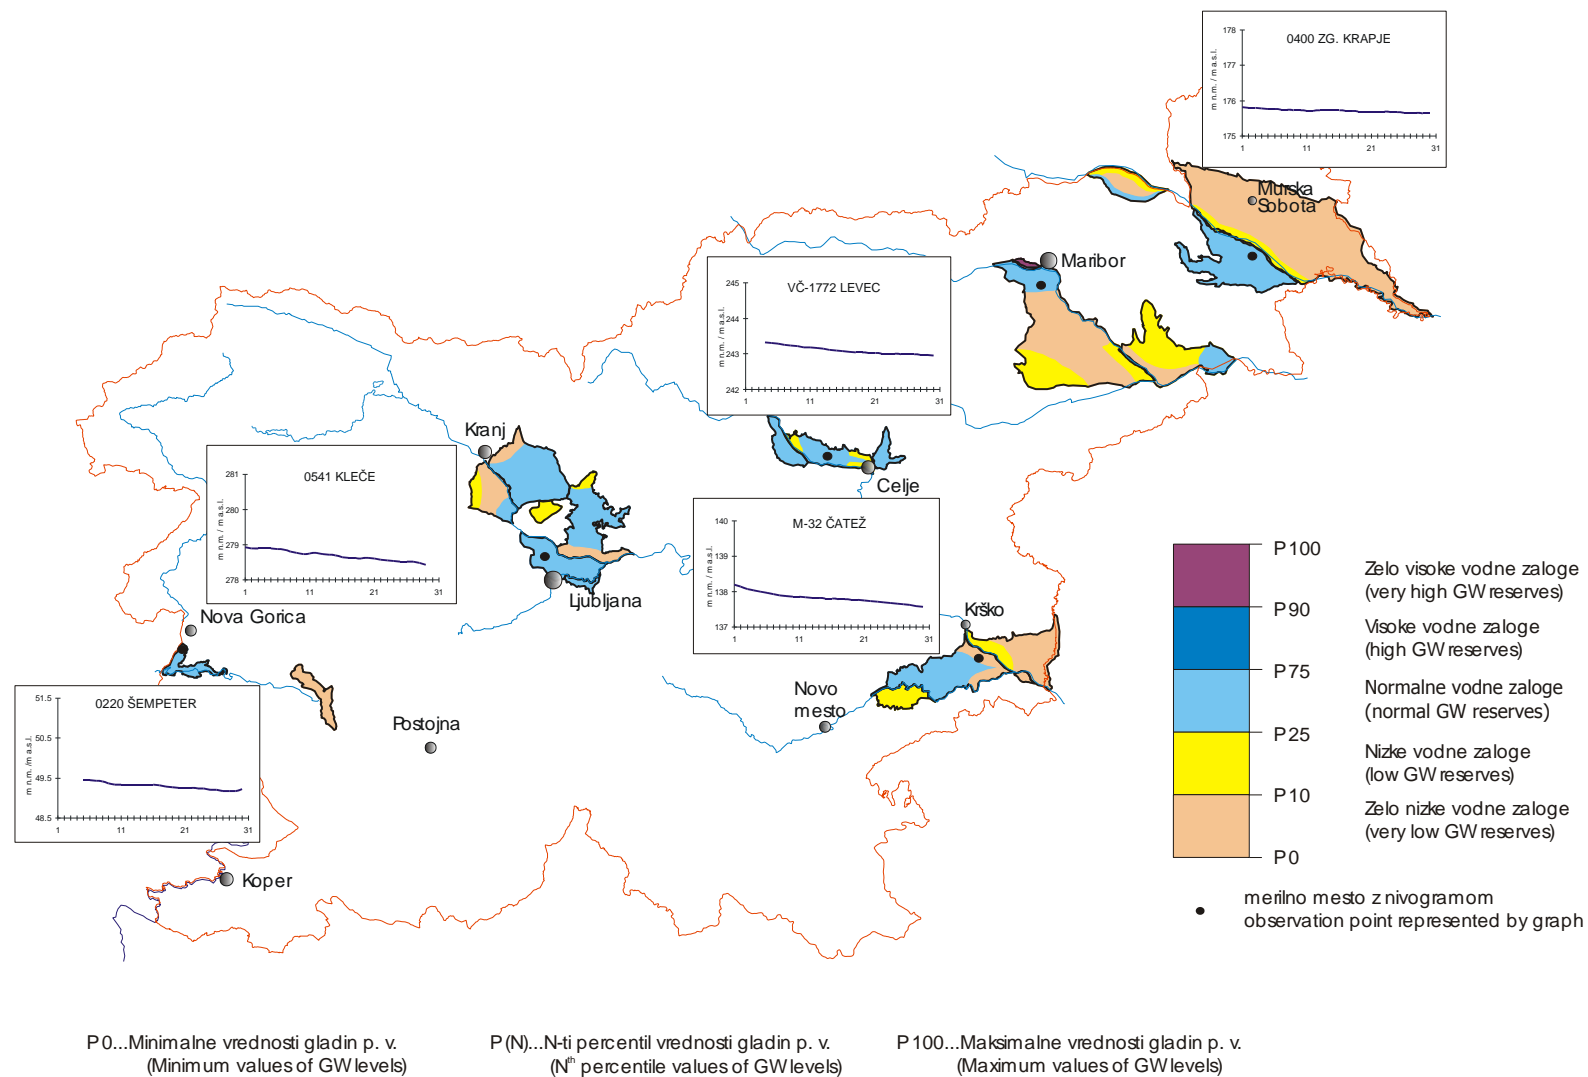 0400 ZG. KRAPJE
m n.m. / m a.s.l.
178
177
176
175
1 11 21 31
Murska
Sobota
Maribor
VČ-1772 LEVEC
m n.m. / m a.s.l.
245
244
243
242
1 11 21 31
Kranj
Celje
0541 KLEČE
m n.m. / m a.s.l.
281
280
279
278
1 11 21 31
Ljubljana
M-32 ČATEŽ
m n.m. / m a.s.l.
140
139
138
137
1 11 21 31
Krško
Nova Gorica
Novo
mesto
0220 ŠEMPETER
m n.m. /m a.s.l.
51.5
50.5
49.5
48.5
1 11 21 31
Postojna
Koper
P100
Zelo visoke vodne zaloge
(very high GW reserves)
P90
Visoke vodne zaloge
(high GW reserves)
P75
Normalne vodne zaloge
(normal GW reserves)
P25
Nizke vodne zaloge
(low GW reserves)
P10
Zelo nizke vodne zaloge
(very low GW reserves)
P0
merilno mesto z nivogramom
observation point represented by graph
P0...Minimalne vrednosti gladin p. v.
(Minimum values of GW levels)
P(N)...N-ti percentil vrednosti gladin p. v.
(Nth percentile values of GW levels)
P100...Maksimalne vrednosti gladin p. v.
(Maximum values of GW levels)